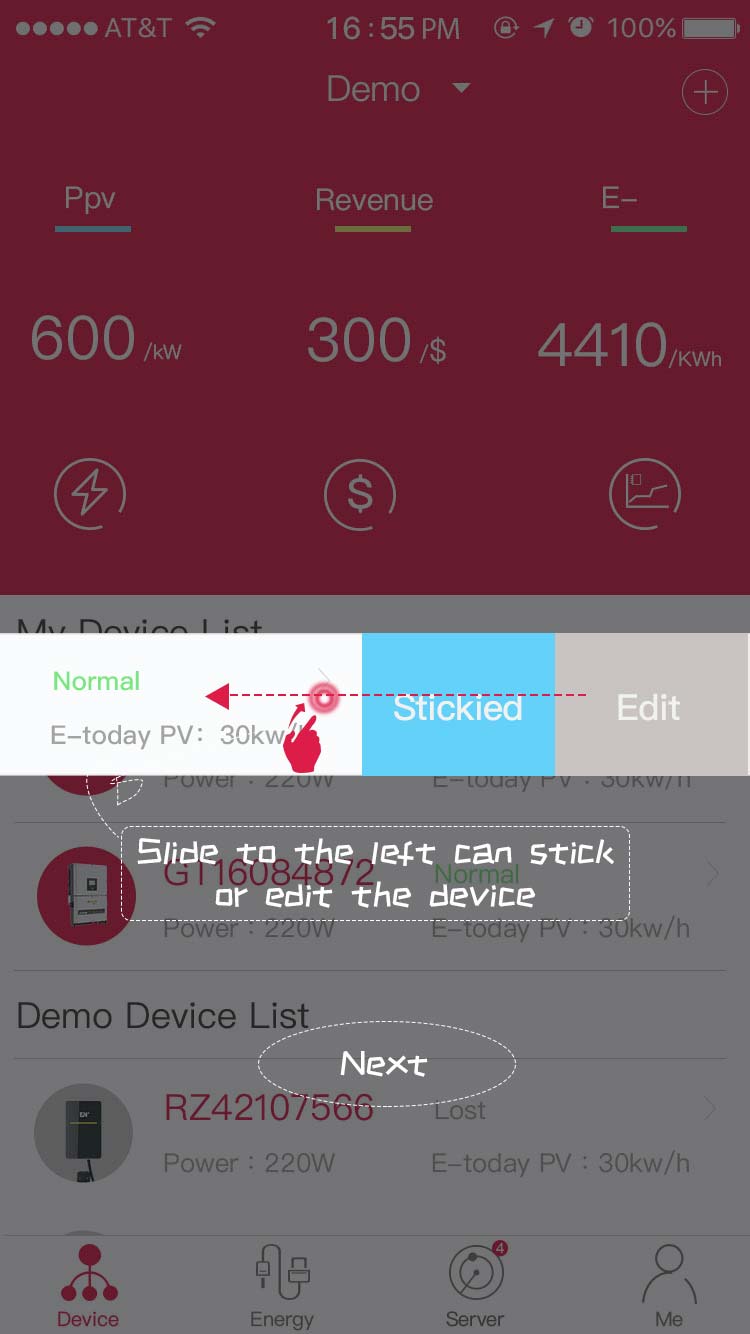 AT&T 16:55 PM 100%
Demo
Ppv Revenue E-
600 /kW 300 /$ 4410 /KWh
My Device List
Normal
Stickied Edit
E-today PV: 30kw/h
Power : 220W E-today PV : 30kw/h
Slide to the left can stick
GT16084872 Normal
or edit the device
Power : 220W E-today PV : 30kw/h
Demo Device List
Next
RZ42107566 Lost
Power : 220W E-today PV : 30kw/h
4
Device Energy Server Me